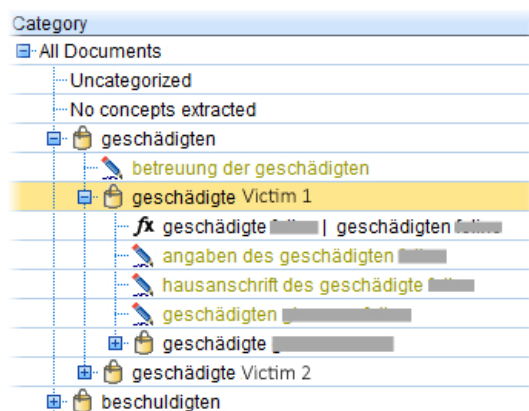 Category
All Documents
Uncategorized
No concepts extracted
geschädigten
betreuung der geschädigten
geschädigte Victim 1
fx geschädigte | geschädigten
angaben des geschädigten
hausanschrift des geschädigte
geschädigten
geschädigte
geschädigte Victim 2
beschuldigten